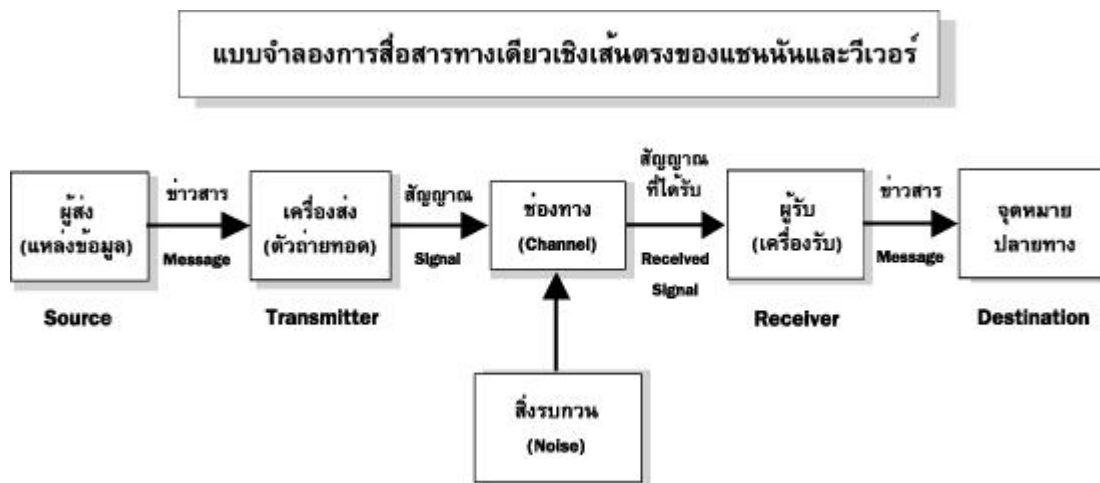 แบบจำลองการสื่อสารทางเดียวเชิงเส้นตรงของแชนนันและวีเวอร์
ผู้ส่ง
(แหล่งข้อมูล)
Source
ข่าวสาร
Message
เครื่องส่ง
(ตัวถ่ายทอด)
Transmitter
สัญญาณ
Signal
ช่องทาง
(Channel)
สัญญาณ
ที่ได้รับ
Received
Signal
ผู้รับ
(เครื่องรับ)
Receiver
ข่าวสาร
Message
จุดหมาย
ปลายทาง
Destination
สิ่งรบกวน
(Noise)